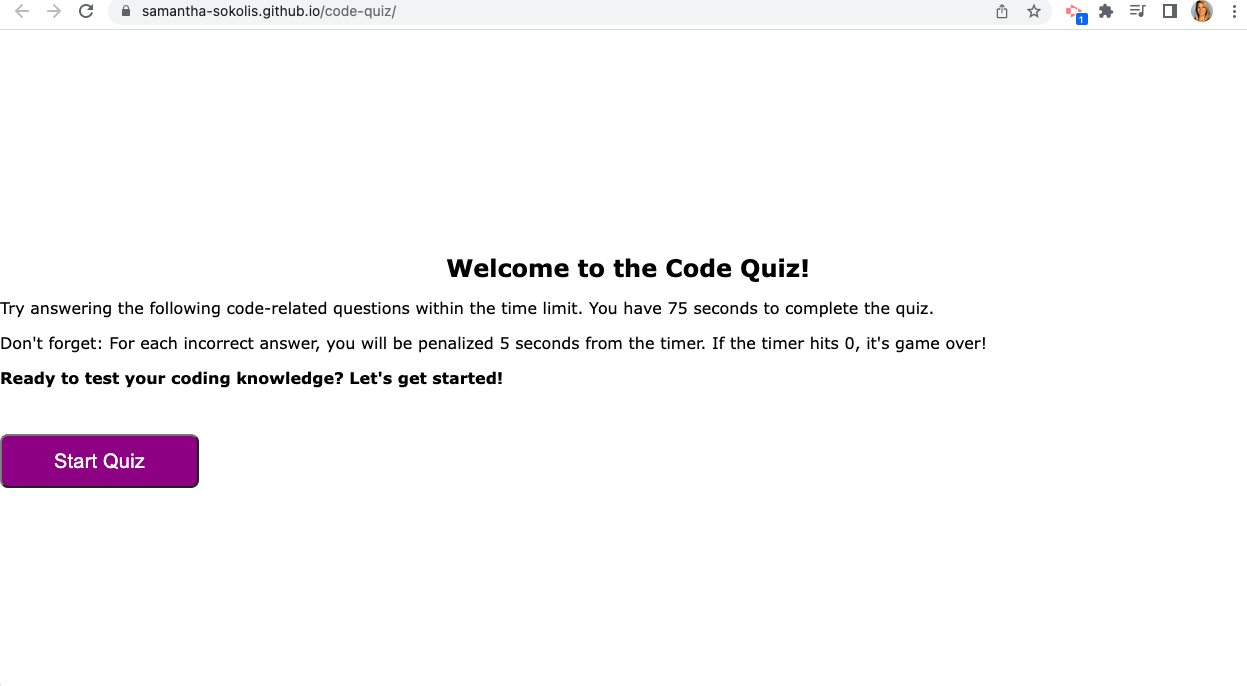 samantha-sokolis.github.io/code-quiz/
1
Welcome to the Code Quiz!
Try answering the following code-related questions within the time limit. You have 75 seconds to complete the quiz.
Don't forget: For each incorrect answer, you will be penalized 5 seconds from the timer. If the timer hits 0, it's game over!
Ready to test your coding knowledge? Let's get started!
Start Quiz